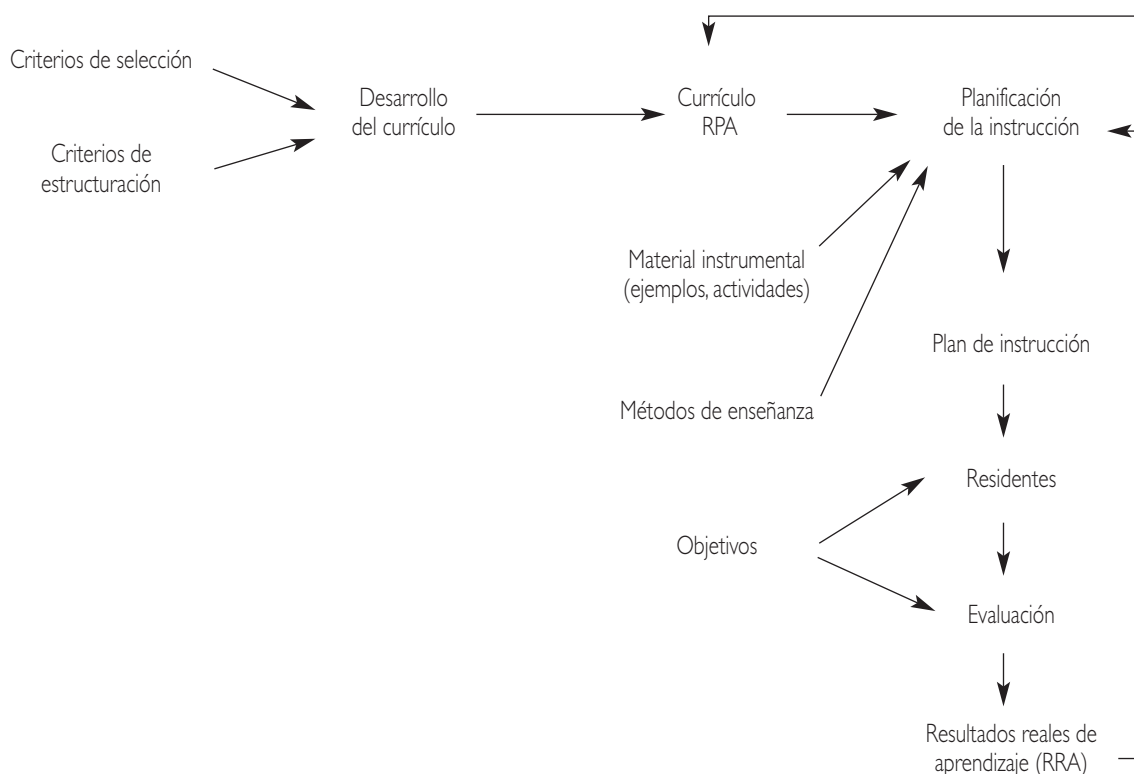 Criterios de selección
Desarrollo
del currículo
Currículo
RPA
Planificación
de la instrucción
Criterios de
estructuración
Material instrumental
(ejemplos, actividades)
Plan de instrucción
Métodos de enseñanza
Residentes
Objetivos
Evaluación
Resultados reales de
aprendizaje (RRA)